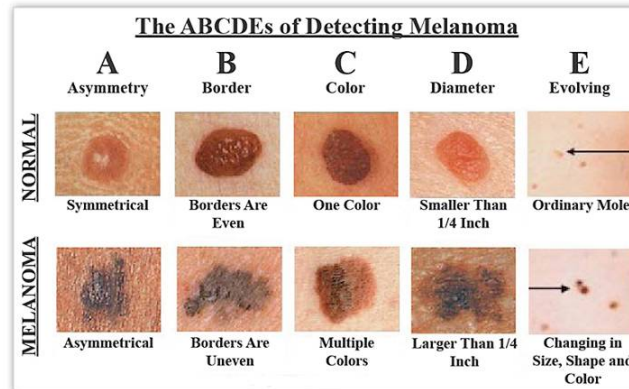 The ABCDEs of Detecting Melanoma
A B C D E
Asymmetry Border Color Diameter Evolving
NORMAL
Symmetrical Borders Are Even One Color Smaller Than 1/4 Inch Ordinary Mole
MELANOMA
Asymmetrical Borders Are Uneven Multiple Colors Larger Than 1/4 Inch Changing in Size, Shape and Color